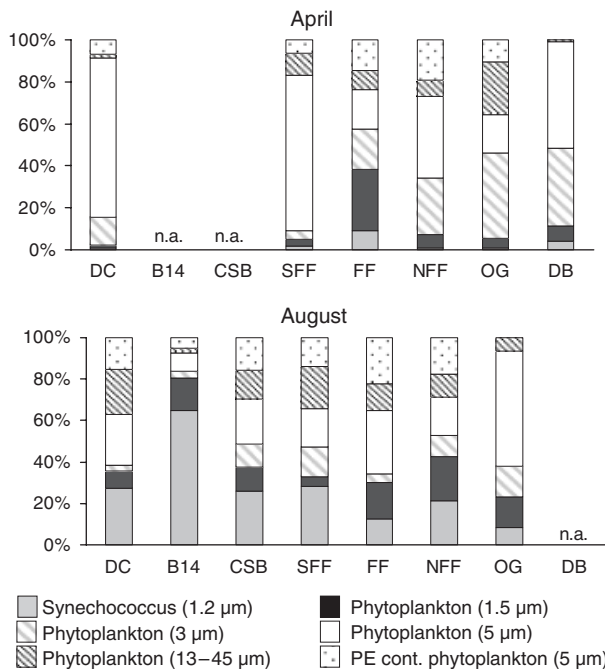 April
100%
80%
60%
40%
20%
0%
n.a.
n.a.
DC B14 CSB SFF FF NFF OG DB
August
100%
80%
60%
40%
20%
0%
n.a.
DC B14 CSB SFF FF NFF OG DB
Synechococcus (1.2 µm) Phytoplankton (1.5 µm)
Phytoplankton (3 µm) Phytoplankton (5 µm)
Phytoplankton (13–45 µm) PE cont. phytoplankton (5 µm)